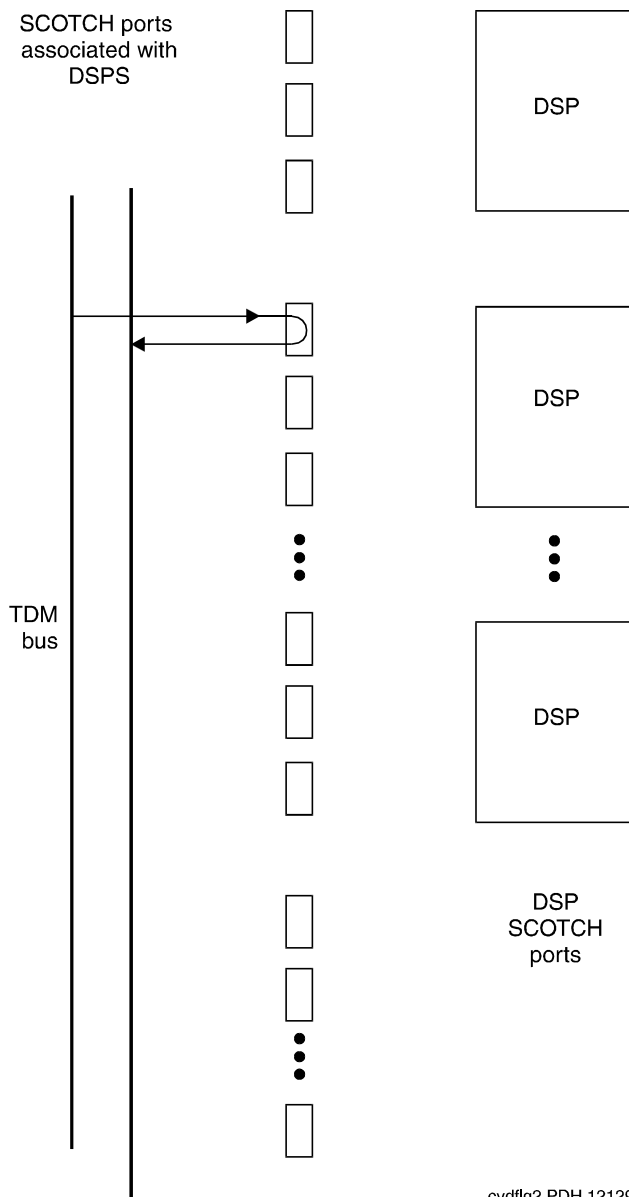 SCOTCH ports
associated with
DSPS
DSP
DSP
TDM
bus
DSP
DSP
SCOTCH
ports